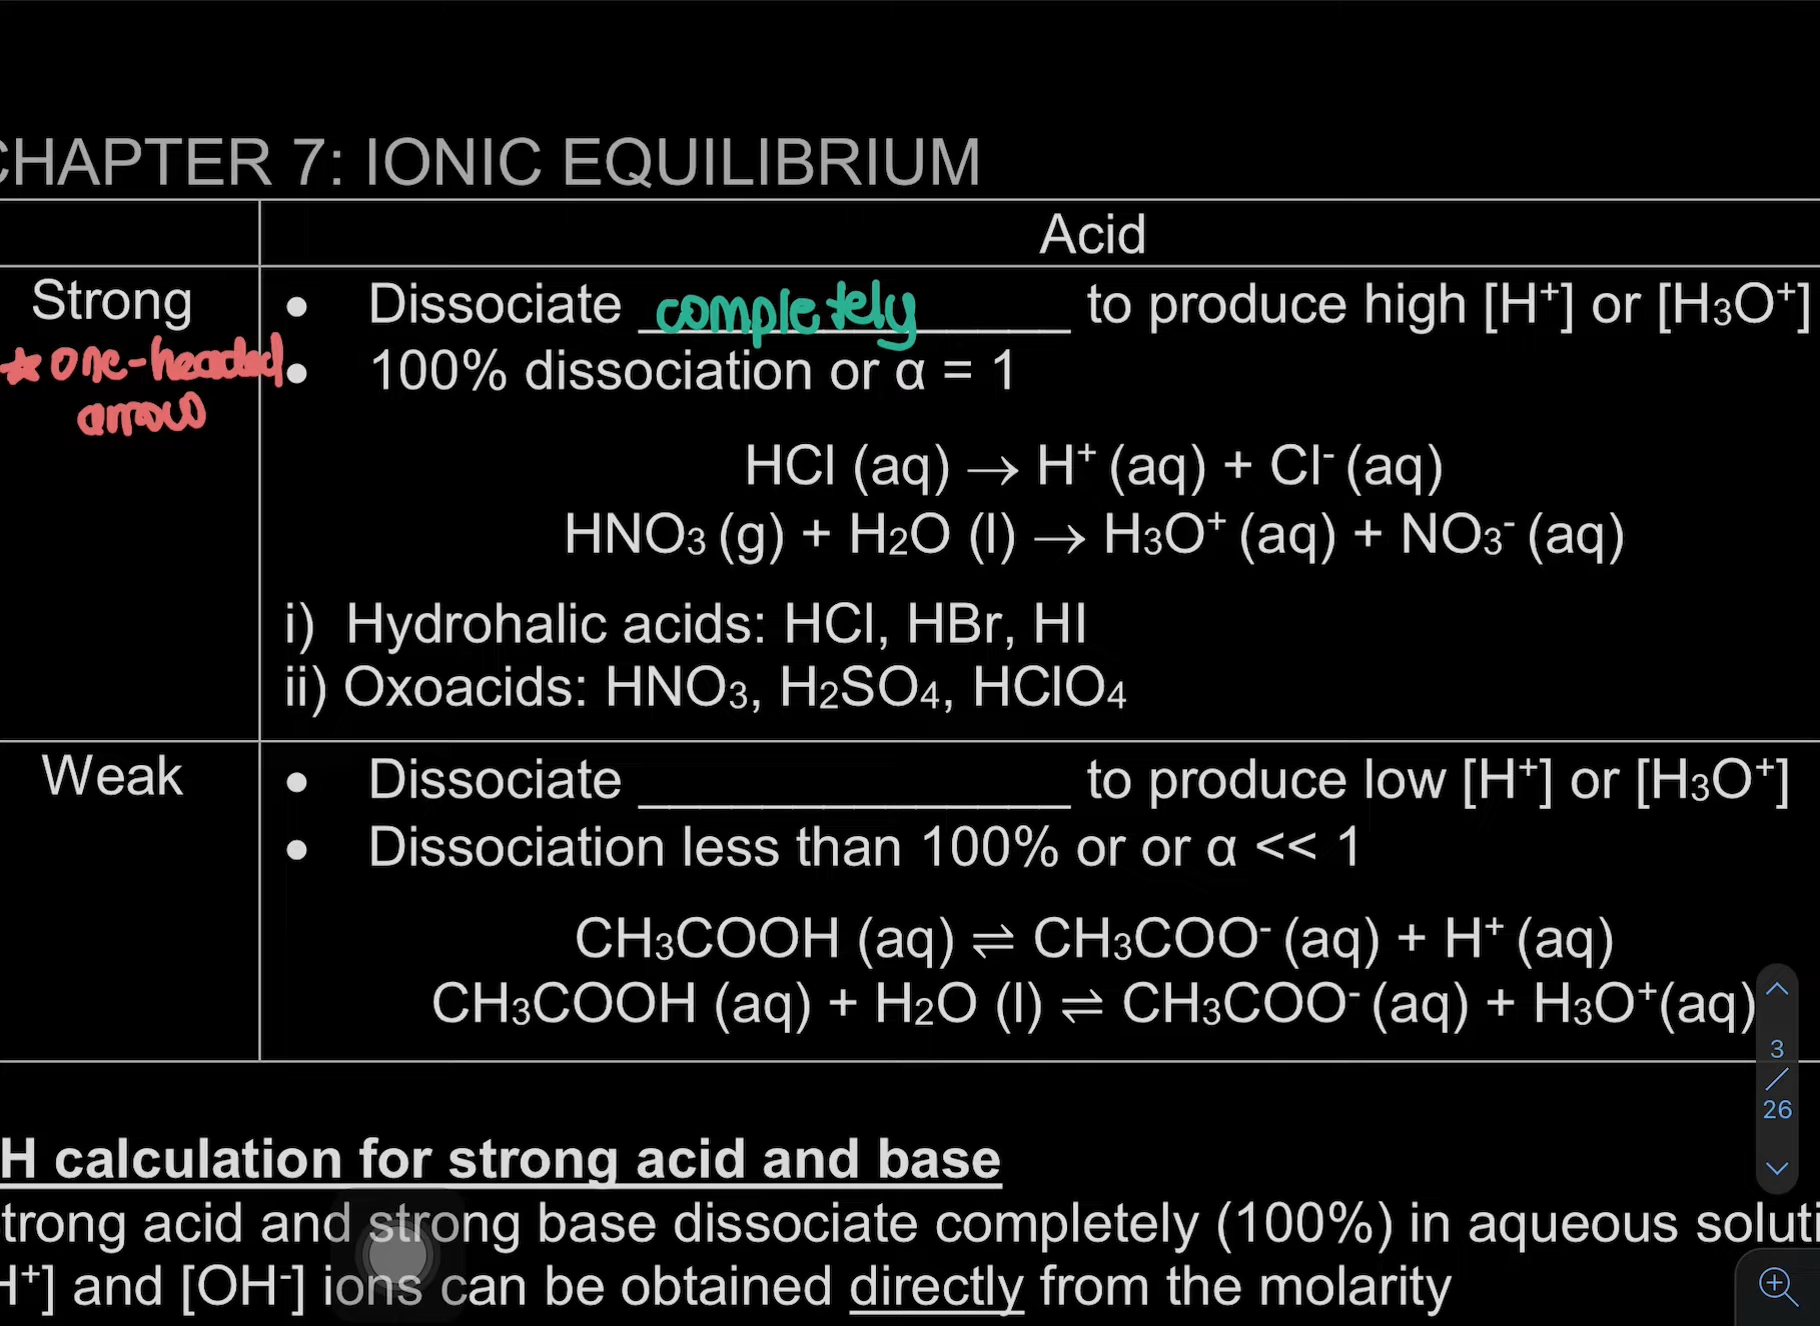 CHAPTER 7: IONIC EQUILIBRIUM
Acid
Strong
★ one-headed
arrow
• Dissociate completely to produce high [H⁺] or [H₃O⁺]
• 100% dissociation or α = 1
HCl (aq) → H⁺ (aq) + Cl⁻ (aq)
HNO₃ (g) + H₂O (l) → H₃O⁺ (aq) + NO₃⁻ (aq)
i) Hydrohalic acids: HCl, HBr, HI
ii) Oxoacids: HNO₃, H₂SO₄, HClO₄
Weak
• Dissociate ______________ to produce low [H⁺] or [H₃O⁺]
• Dissociation less than 100% or or α << 1
CH₃COOH (aq) ⇌ CH₃COO⁻ (aq) + H⁺ (aq)
CH₃COOH (aq) + H₂O (l) ⇌ CH₃COO⁻ (aq) + H₃O⁺(aq)
3
/
26
H calculation for strong acid and base
trong acid and strong base dissociate completely (100%) in aqueous soluti
H⁺] and [OH⁻] ions can be obtained directly from the molarity